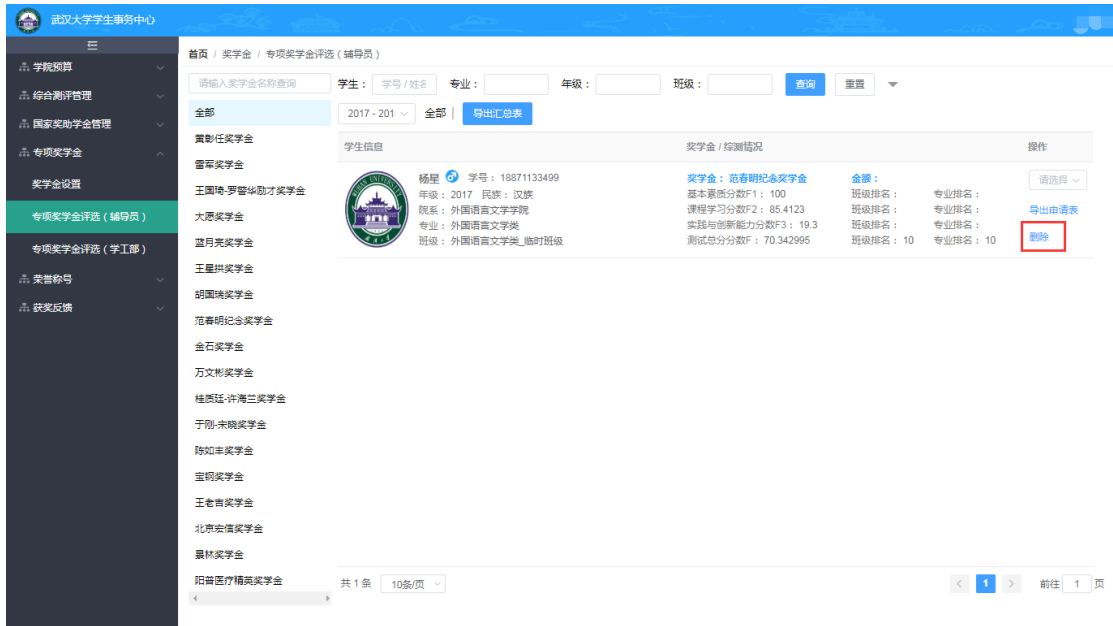 武汉大学学生事务中心
首页 / 奖学金 / 专项奖学金评选（辅导员）
学院预算
综合测评管理
国家奖助学金管理
专项奖学金
奖学金设置
专项奖学金评选（辅导员）
专项奖学金评选（学工部）
荣誉称号
获奖反馈
请输入奖学金名称查询
全部
黄彰任奖学金
雷军奖学金
王国琦-罗警华励才奖学金
大愿奖学金
蓝月亮奖学金
王星拱奖学金
胡国瑞奖学金
范春明纪念奖学金
金石奖学金
万文彬奖学金
桂质廷-许海兰奖学金
于刚-宋晓奖学金
陈如丰奖学金
宝钢奖学金
王老吉奖学金
北京宏信奖学金
景林奖学金
阳普医疗精英奖学金
学生： 学号 / 姓名 专业： 年级： 班级： 查询 重置
2017 - 201 全部 | 导出汇总表
学生信息 奖学金 / 综测情况 操作
杨星 学号：18871133499
年级：2017 民族：汉族
院系：外国语言文学学院
专业：外国语言文学类
班级：外国语言文学类_临时班级
奖学金：范春明纪念奖学金 金额：
基本素质分数F1：100 班级排名： 专业排名：
课程学习分数F2：85.4123 班级排名： 专业排名：
实践与创新能力分数F3：19.3 班级排名： 专业排名：
测试总分分数F：70.342995 班级排名：10 专业排名：10
请选择
导出申请表
删除
共 1 条 10条/页 < 1 > 前往 1 页